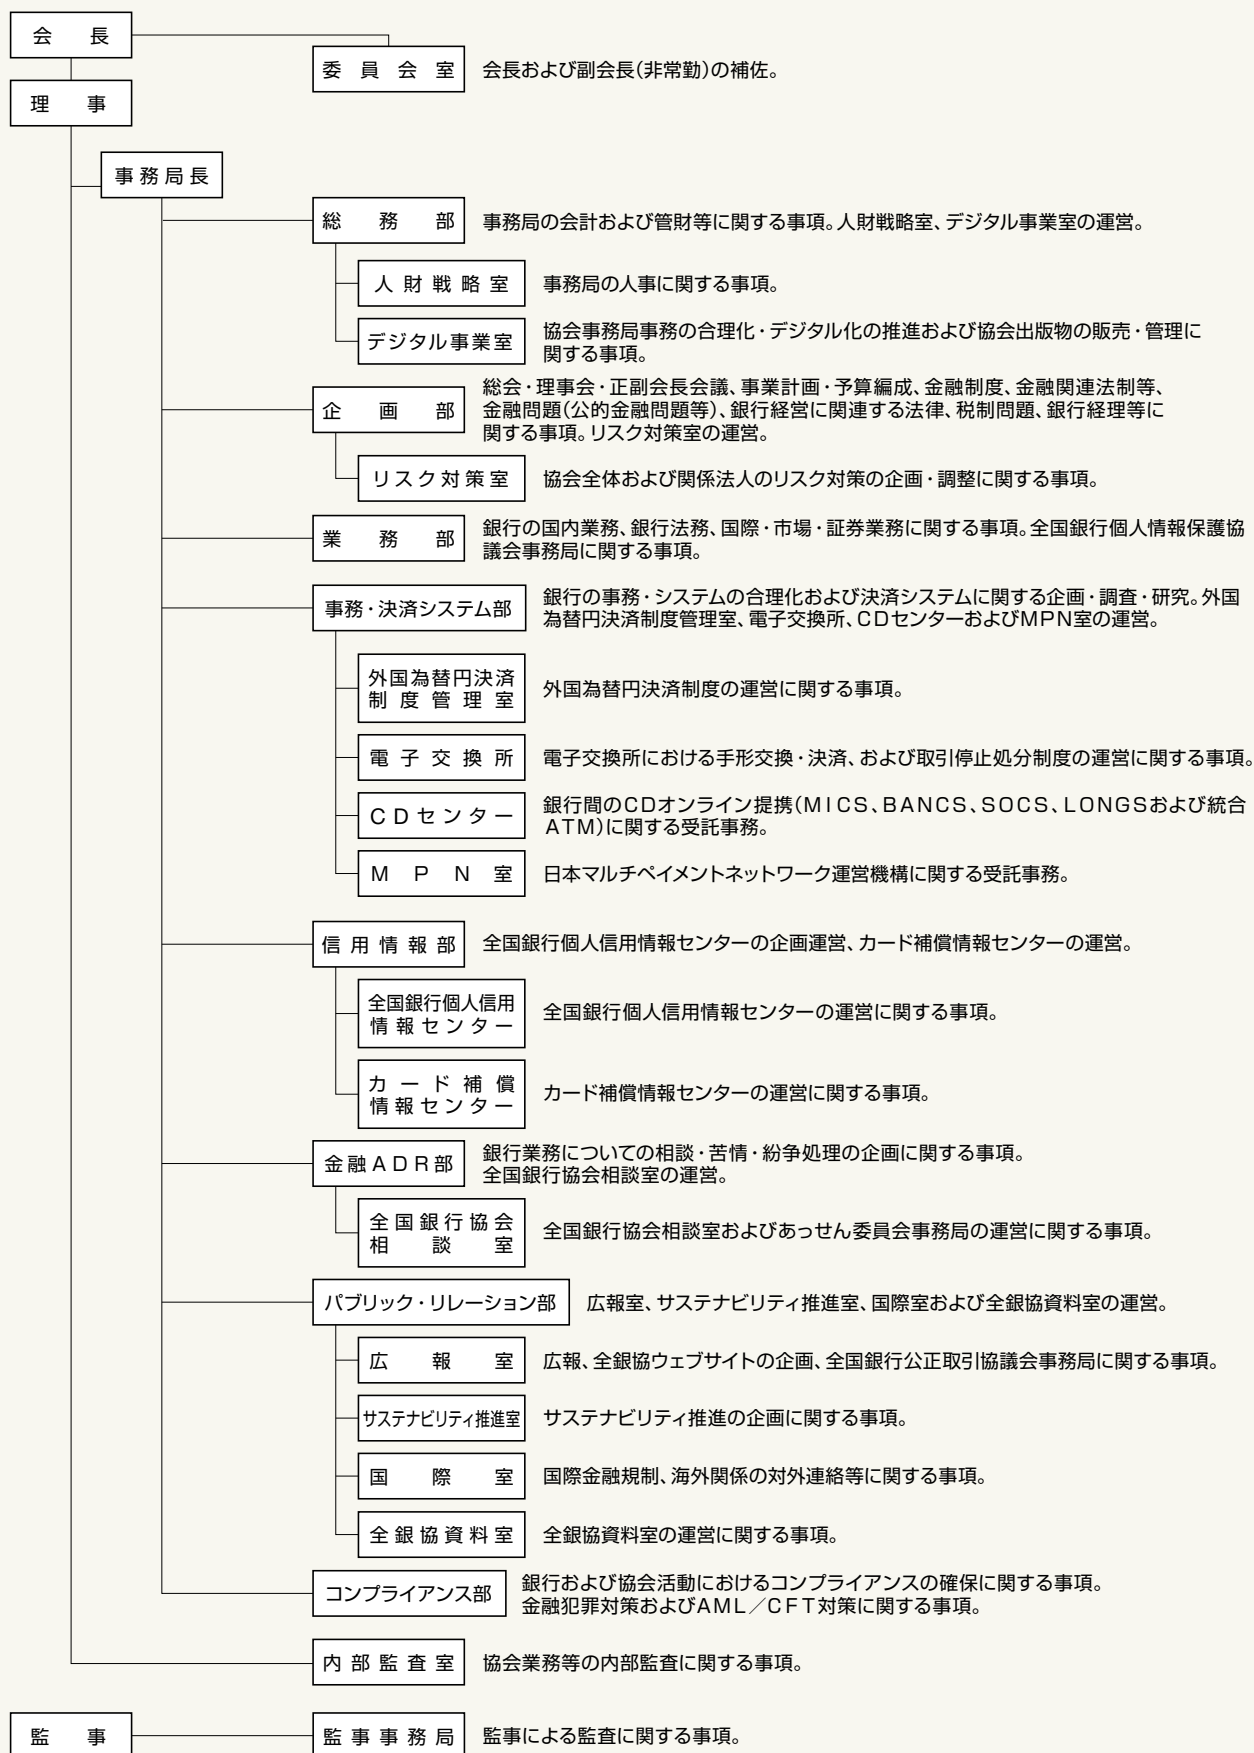 会長
委員会室
会長および副会長(非常勤)の補佐。
理事
事務局長
総務部
事務局の会計および管財等に関する事項。人財戦略室、デジタル事業室の運営。
人財戦略室
事務局の人事に関する事項。
デジタル事業室
協会事務局事務の合理化・デジタル化の推進および協会出版物の販売・管理に
関する事項。
企画部
総会・理事会・正副会長会議、事業計画・予算編成、金融制度、金融関連法制等、
金融問題(公的金融問題等)、銀行経営に関連する法律、税制問題、銀行経理等に
関する事項。リスク対策室の運営。
リスク対策室
協会全体および関係法人のリスク対策の企画・調整に関する事項。
業務部
銀行の国内業務、銀行法務、国際・市場・証券業務に関する事項。全国銀行個人情報保護協
議会事務局に関する事項。
事務・決済システム部
銀行の事務・システムの合理化および決済システムに関する企画・調査・研究。外国
為替円決済制度管理室、電子交換所、CDセンターおよびMPN室の運営。
外国為替円決済
制度管理室
外国為替円決済制度の運営に関する事項。
電子交換所
電子交換所における手形交換・決済、および取引停止処分制度の運営に関する事項。
CDセンター
銀行間のCDオンライン提携(MICS、BANCS、SOCS、LONGSおよび統合
ATM)に関する受託事務。
MPN室
日本マルチペイメントネットワーク運営機構に関する受託事務。
信用情報部
全国銀行個人信用情報センターの企画運営、カード補償情報センターの運営。
全国銀行個人信用
情報センター
全国銀行個人信用情報センターの運営に関する事項。
カード補償
情報センター
カード補償情報センターの運営に関する事項。
金融ADR部
銀行業務についての相談・苦情・紛争処理の企画に関する事項。
全国銀行協会相談室の運営。
全国銀行協会
相談室
全国銀行協会相談室およびあっせん委員会事務局の運営に関する事項。
パブリック・リレーション部
広報室、サステナビリティ推進室、国際室および全銀協資料室の運営。
広報室
広報、全銀協ウェブサイトの企画、全国銀行公正取引協議会事務局に関する事項。
サステナビリティ推進室
サステナビリティ推進の企画に関する事項。
国際室
国際金融規制、海外関係の対外連絡等に関する事項。
全銀協資料室
全銀協資料室の運営に関する事項。
コンプライアンス部
銀行および協会活動におけるコンプライアンスの確保に関する事項。
金融犯罪対策およびAML/CFT対策に関する事項。
内部監査室
協会業務等の内部監査に関する事項。
監事
監事事務局
監事による監査に関する事項。